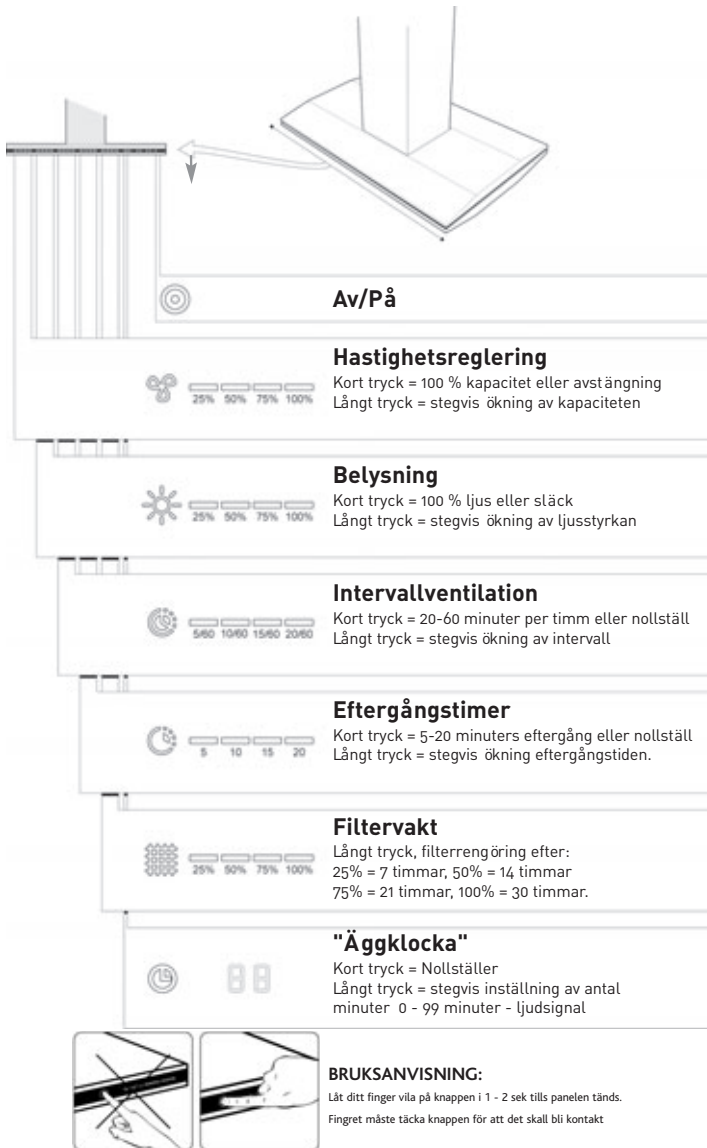 Av/På
Hastighetsreglering
Kort tryck = 100 % kapacitet eller avstängning
Långt tryck = stegvis ökning av kapaciteten
25% 50% 75% 100%
Belysning
Kort tryck = 100 % ljus eller släck
Långt tryck = stegvis ökning av ljusstyrkan
25% 50% 75% 100%
Intervallventilation
Kort tryck = 20-60 minuter per timm eller nollställ
Långt tryck = stegvis ökning av intervall
5/60 10/60 15/60 20/60
Eftergångstimer
Kort tryck = 5-20 minuters eftergång eller nollställ
Långt tryck = stegvis ökning eftergångstiden.
5 10 15 20
Filtervakt
Långt tryck, filterrengöring efter:
25% = 7 timmar, 50% = 14 timmar
75% = 21 timmar, 100% = 30 timmar.
25% 50% 75% 100%
"Äggklocka"
Kort tryck = Nollställer
Långt tryck = stegvis inställning av antal
minuter 0 - 99 minuter - ljudsignal
88
BRUKSANVISNING:
Låt ditt finger vila på knappen i 1 - 2 sek tills panelen tänds.
Fingret måste täcka knappen för att det skall bli kontakt